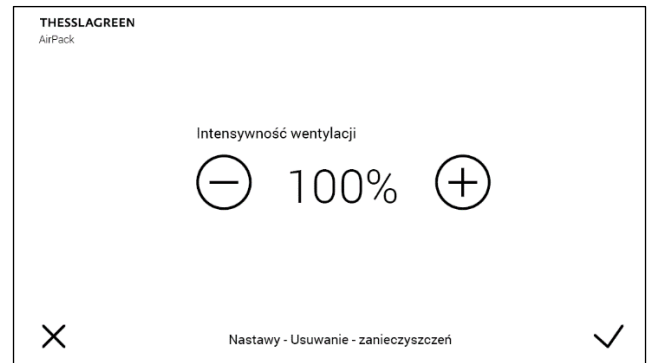 THESSLAGREEN
AirPack
Intensywność wentylacji
100%
Nastawy - Usuwanie - zanieczyszczeń